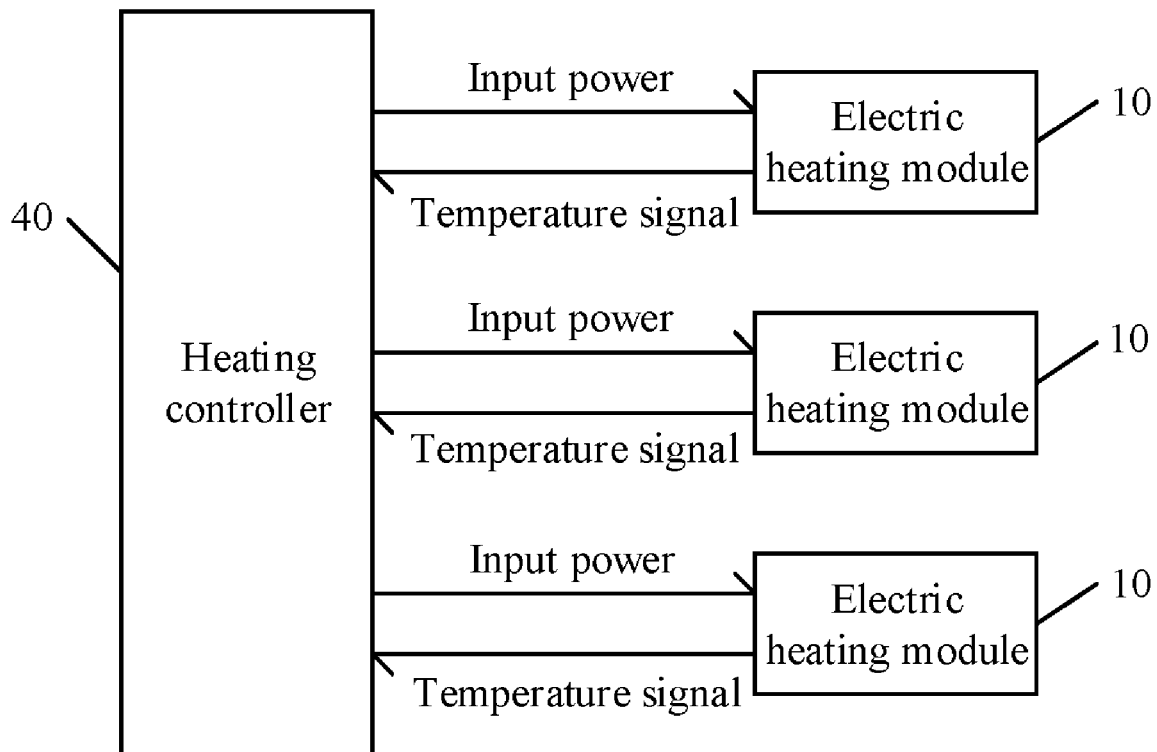 Input power
Electric
heating module
10
Temperature signal
40
Input power
Electric
heating module
10
Heating
controller
Temperature signal
Input power
Electric
heating module
10
Temperature signal